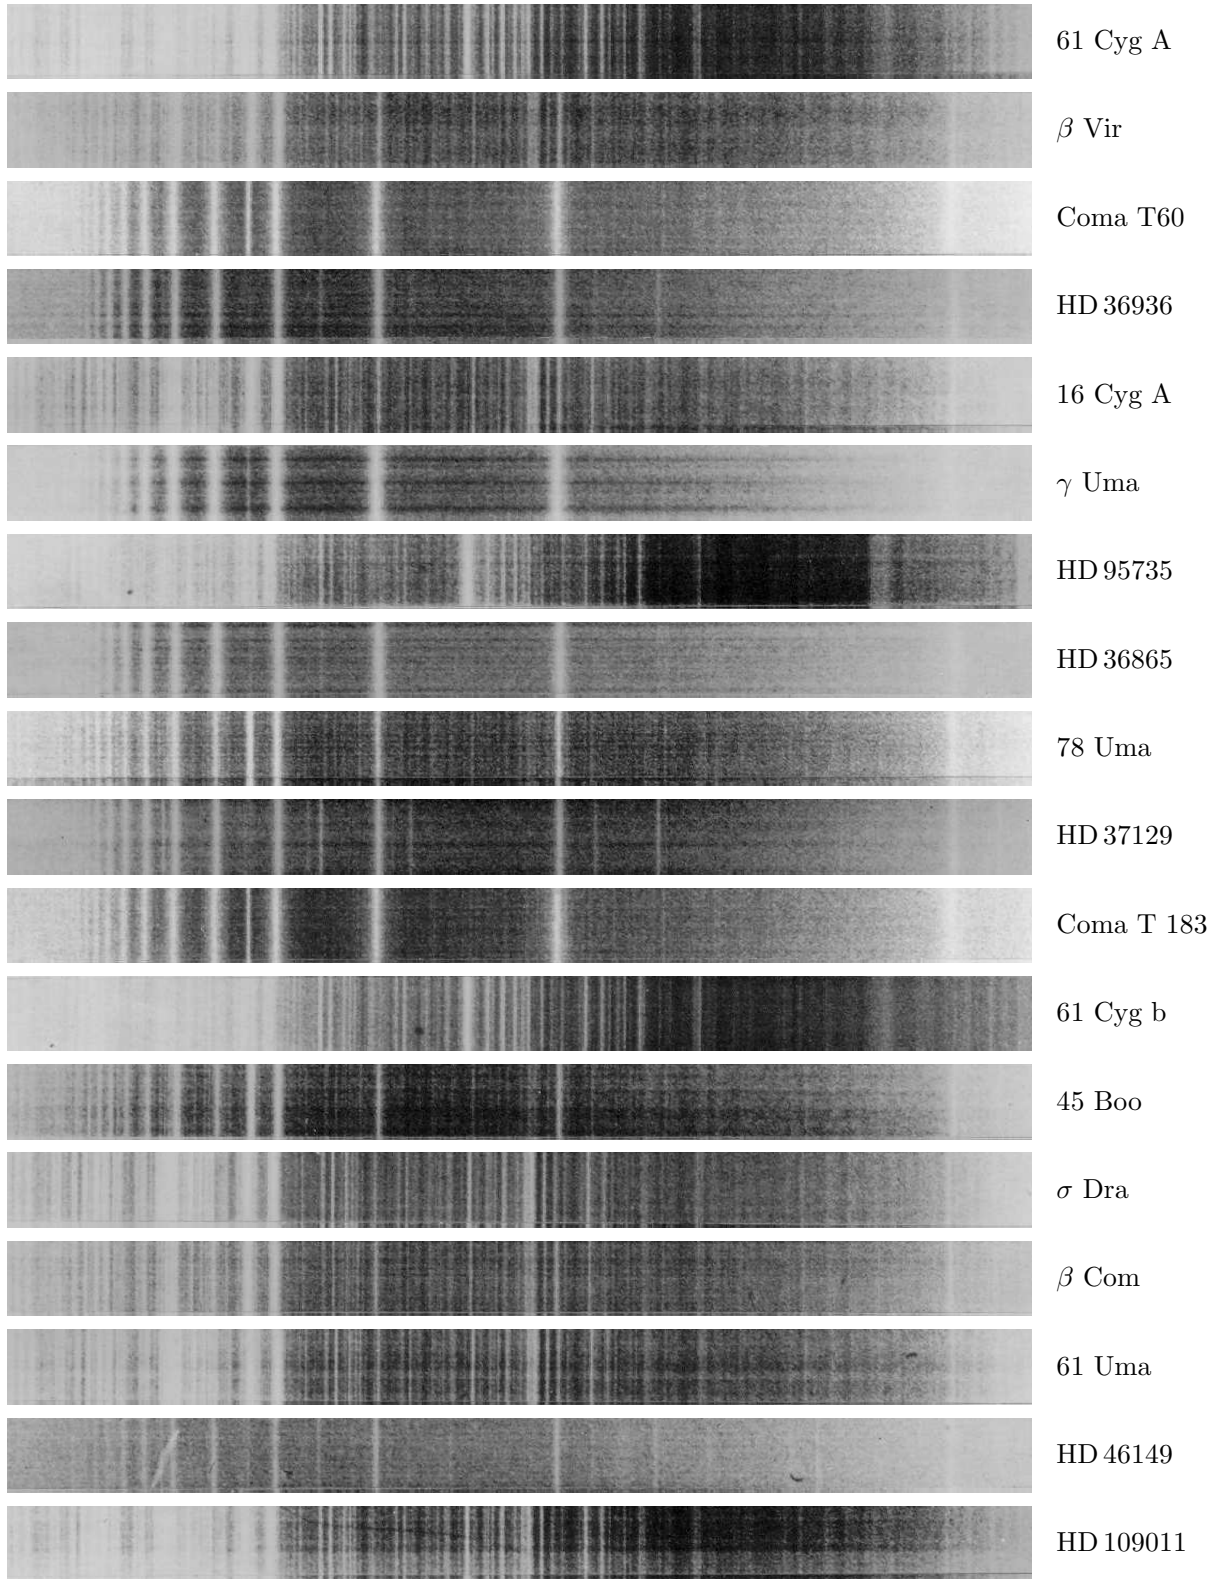 61 Cyg A
β Vir
Coma T60
HD 36936
16 Cyg A
γ Uma
HD 95735
HD 36865
78 Uma
HD 37129
Coma T 183
61 Cyg b
45 Boo
σ Dra
β Com
61 Uma
HD 46149
HD 109011